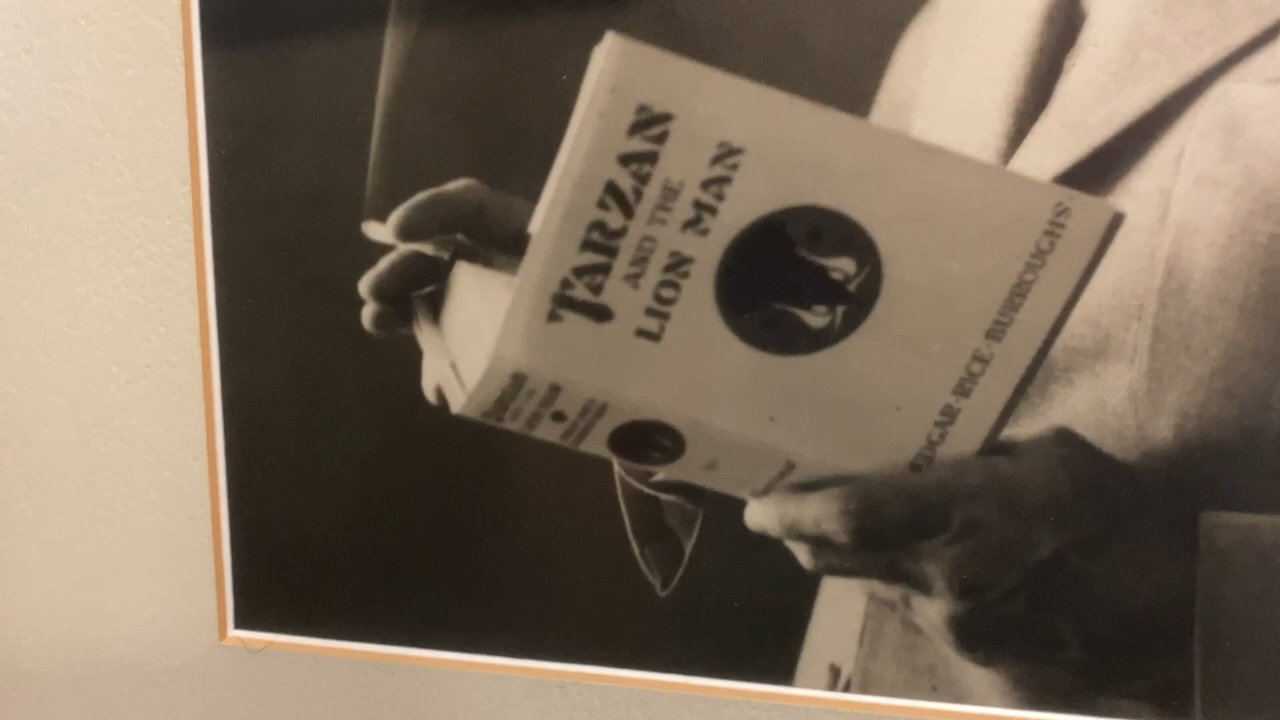 TARZAN
AND THE
LION MAN
EDGAR·RICE·BURROUGHS·